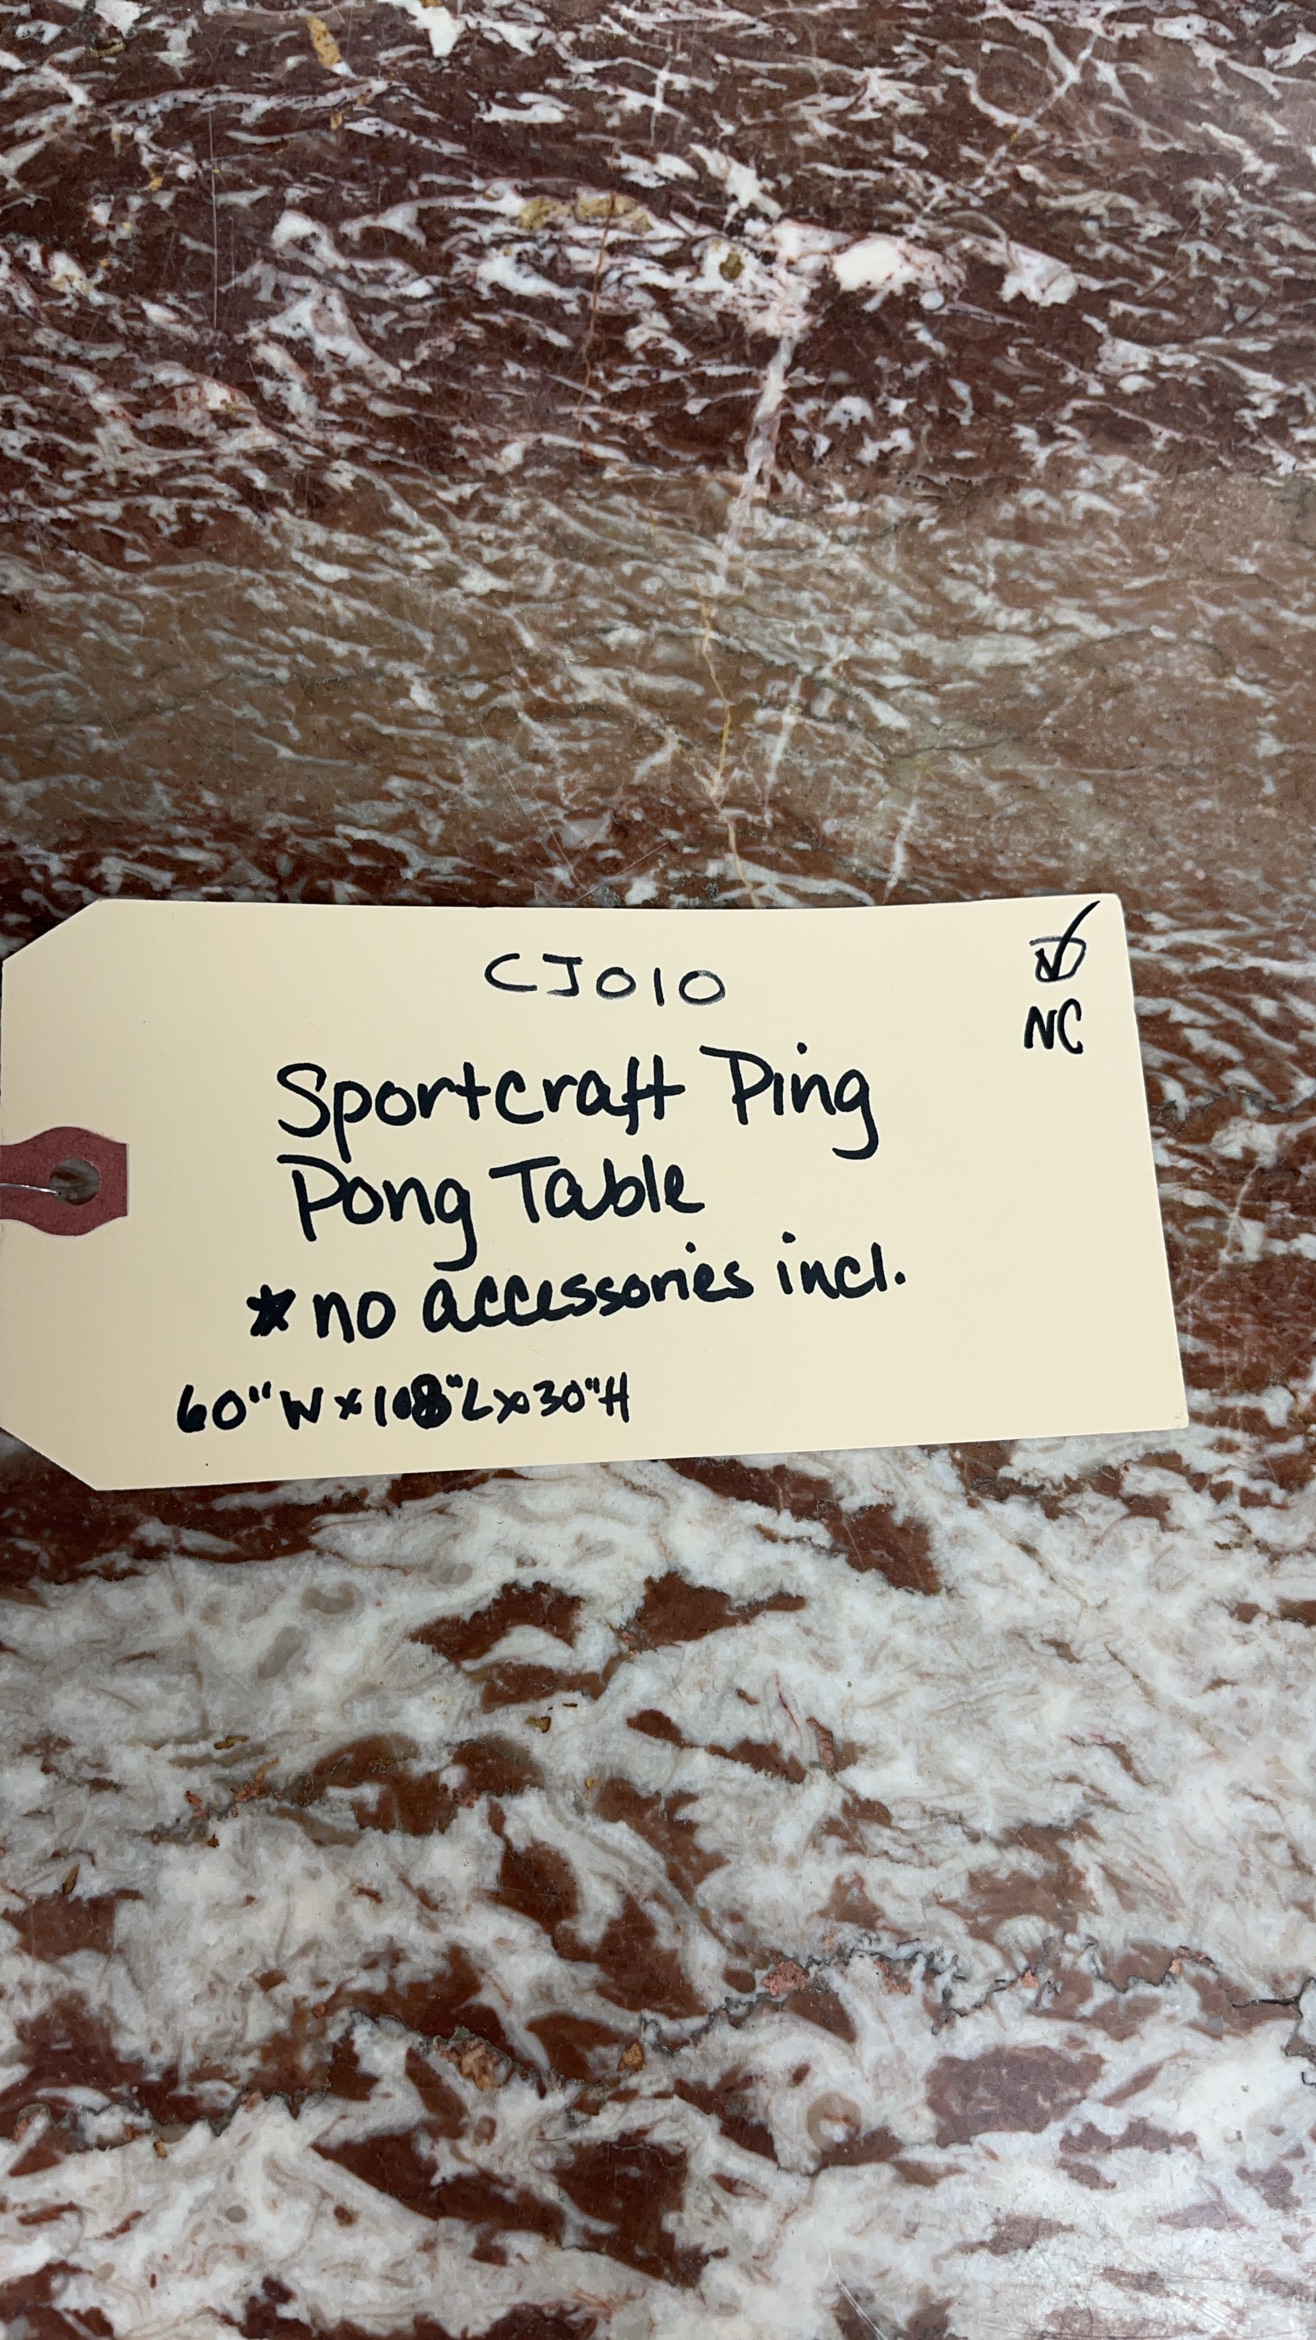 CJ010
NC
Sportcraft Ping
Pong Table
*no accessories incl.
60"W x 108"L x 30"H